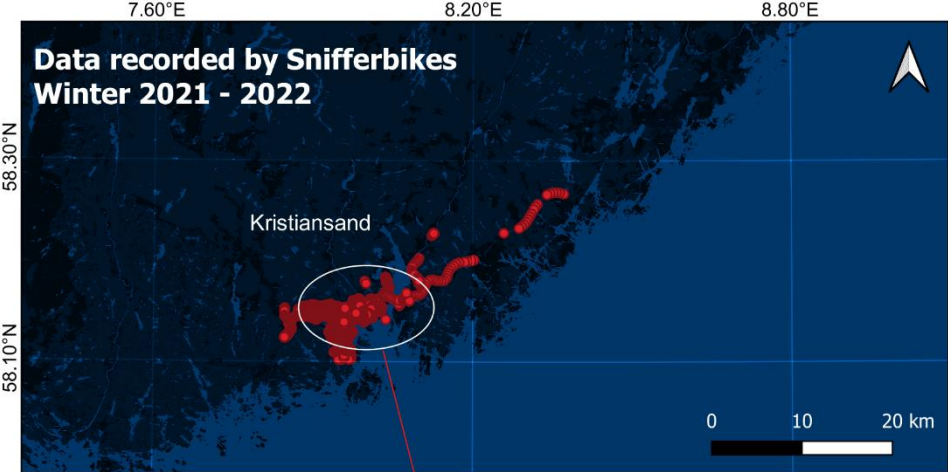 7.60°E 8.20°E 8.80°E
Data recorded by Snifferbikes
Winter 2021 - 2022
58.30°N
Kristiansand
58.10°N
0 10 20 km